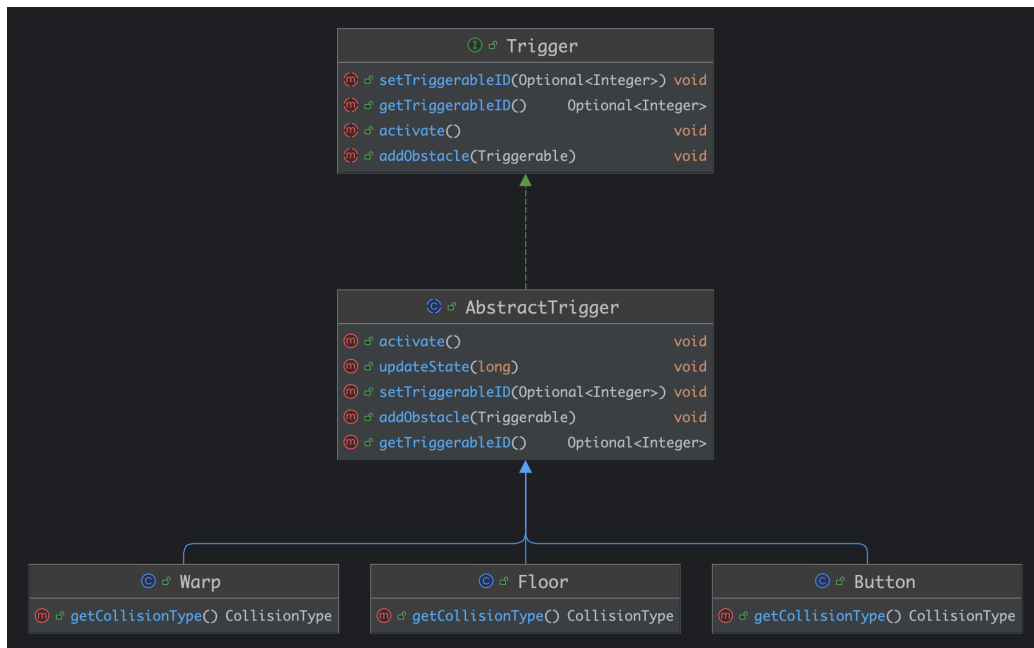 Trigger
setTriggerableID(Optional<Integer>) void
getTriggerableID() Optional<Integer>
activate() void
addObstacle(Triggerable) void
AbstractTrigger
activate() void
updateState(long) void
setTriggerableID(Optional<Integer>) void
addObstacle(Triggerable) void
getTriggerableID() Optional<Integer>
Warp
getCollisionType() CollisionType
Floor
getCollisionType() CollisionType
Button
getCollisionType() CollisionType